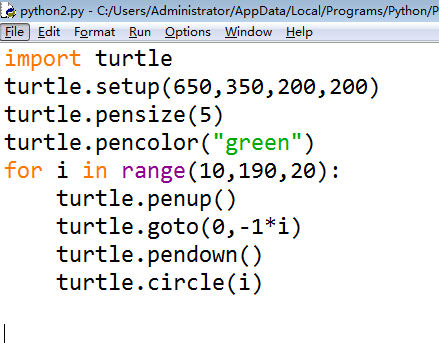 python2.py - C:/Users/Administrator/AppData/Local/Programs/Python/P
File Edit Format Run Options Window Help
import turtle
turtle.setup(650,350,200,200)
turtle.pensize(5)
turtle.pencolor("green")
for i in range(10,190,20):
    turtle.penup()
    turtle.goto(0,-1*i)
    turtle.pendown()
    turtle.circle(i)